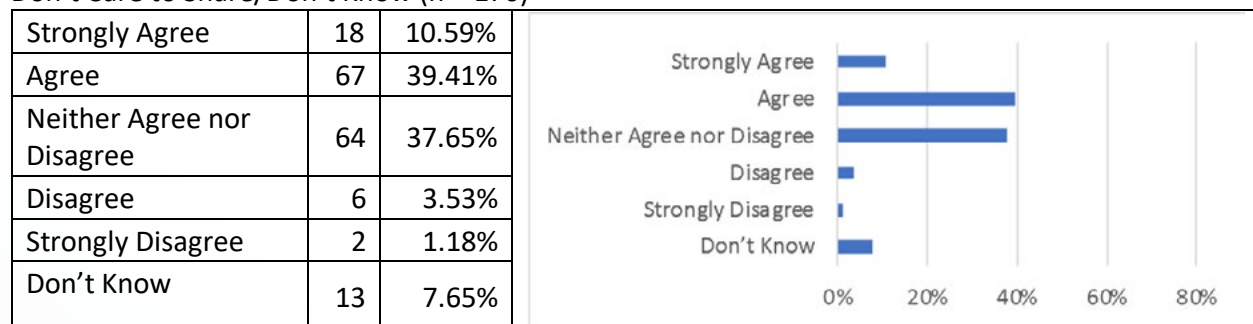 Strongly Agree 18 10.59%
Agree 67 39.41%
Neither Agree nor
Disagree 64 37.65%
Disagree 6 3.53%
Strongly Disagree 2 1.18%
Don’t Know 13 7.65%
Strongly Agree
Agree
Neither Agree nor Disagree
Disagree
Strongly Disagree
Don’t Know
0% 20% 40% 60% 80%